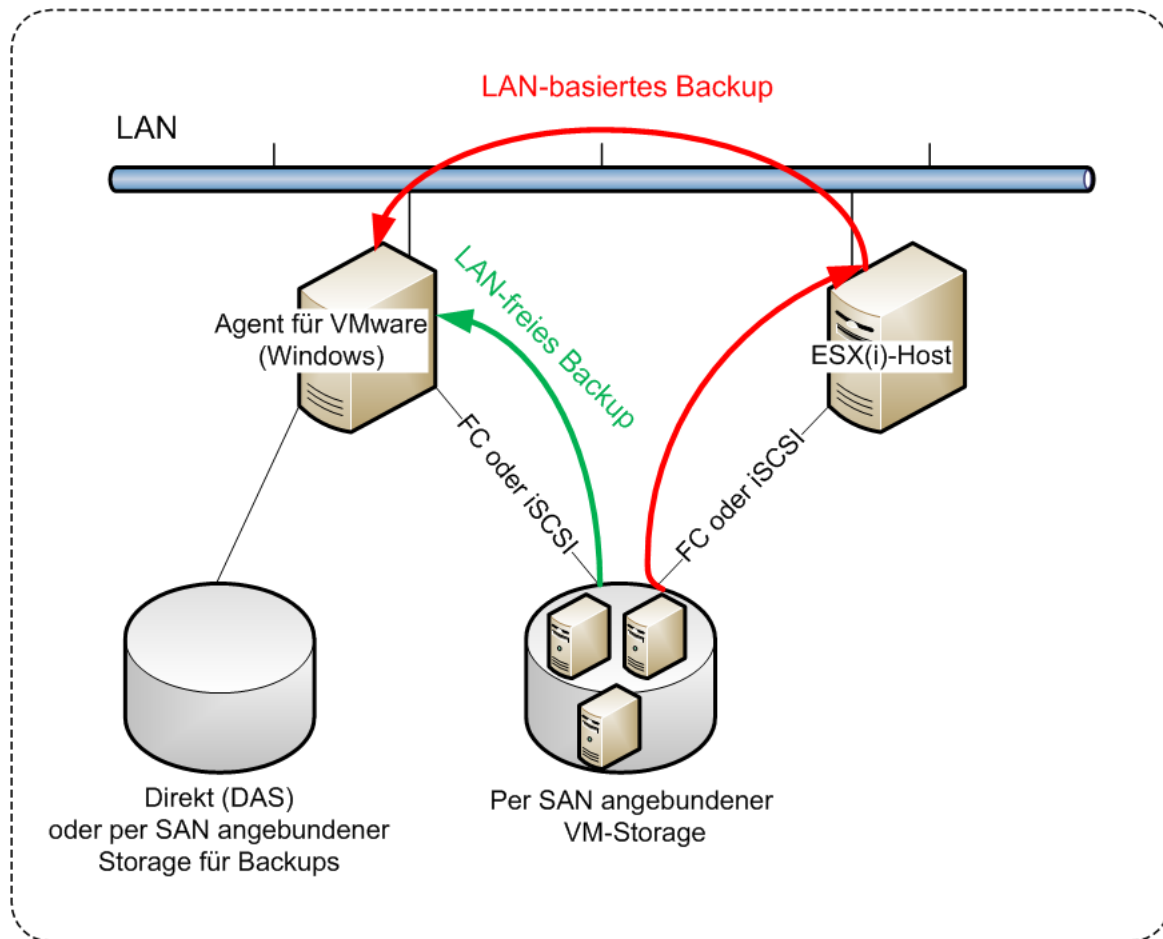 LAN-basiertes Backup
LAN
Agent für VMware
(Windows)
LAN-freies Backup
ESX(i)-Host
FC oder iSCSI
FC oder iSCSI
Direkt (DAS)
oder per SAN angebundener
Storage für Backups
Per SAN angebundener
VM-Storage